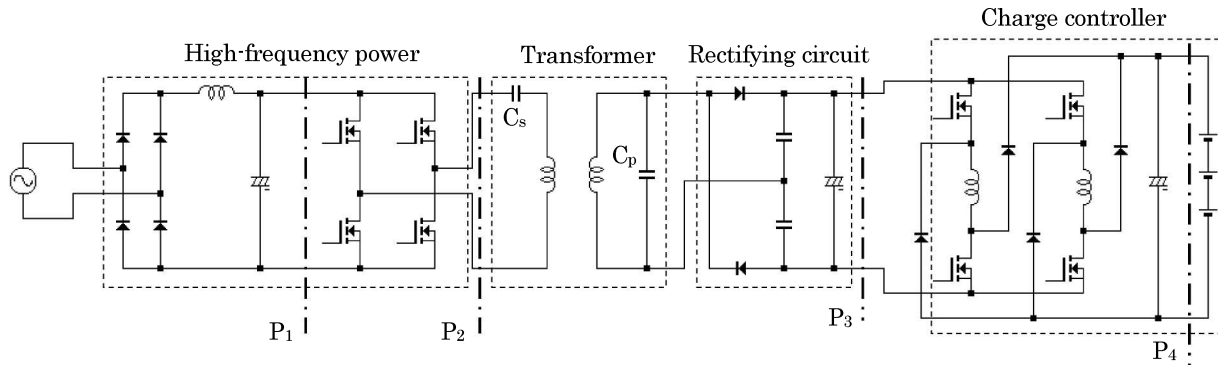 Charge controller
High-frequency power
Transformer
Rectifying circuit
Cs
Cp
P1
P2
P3
P4